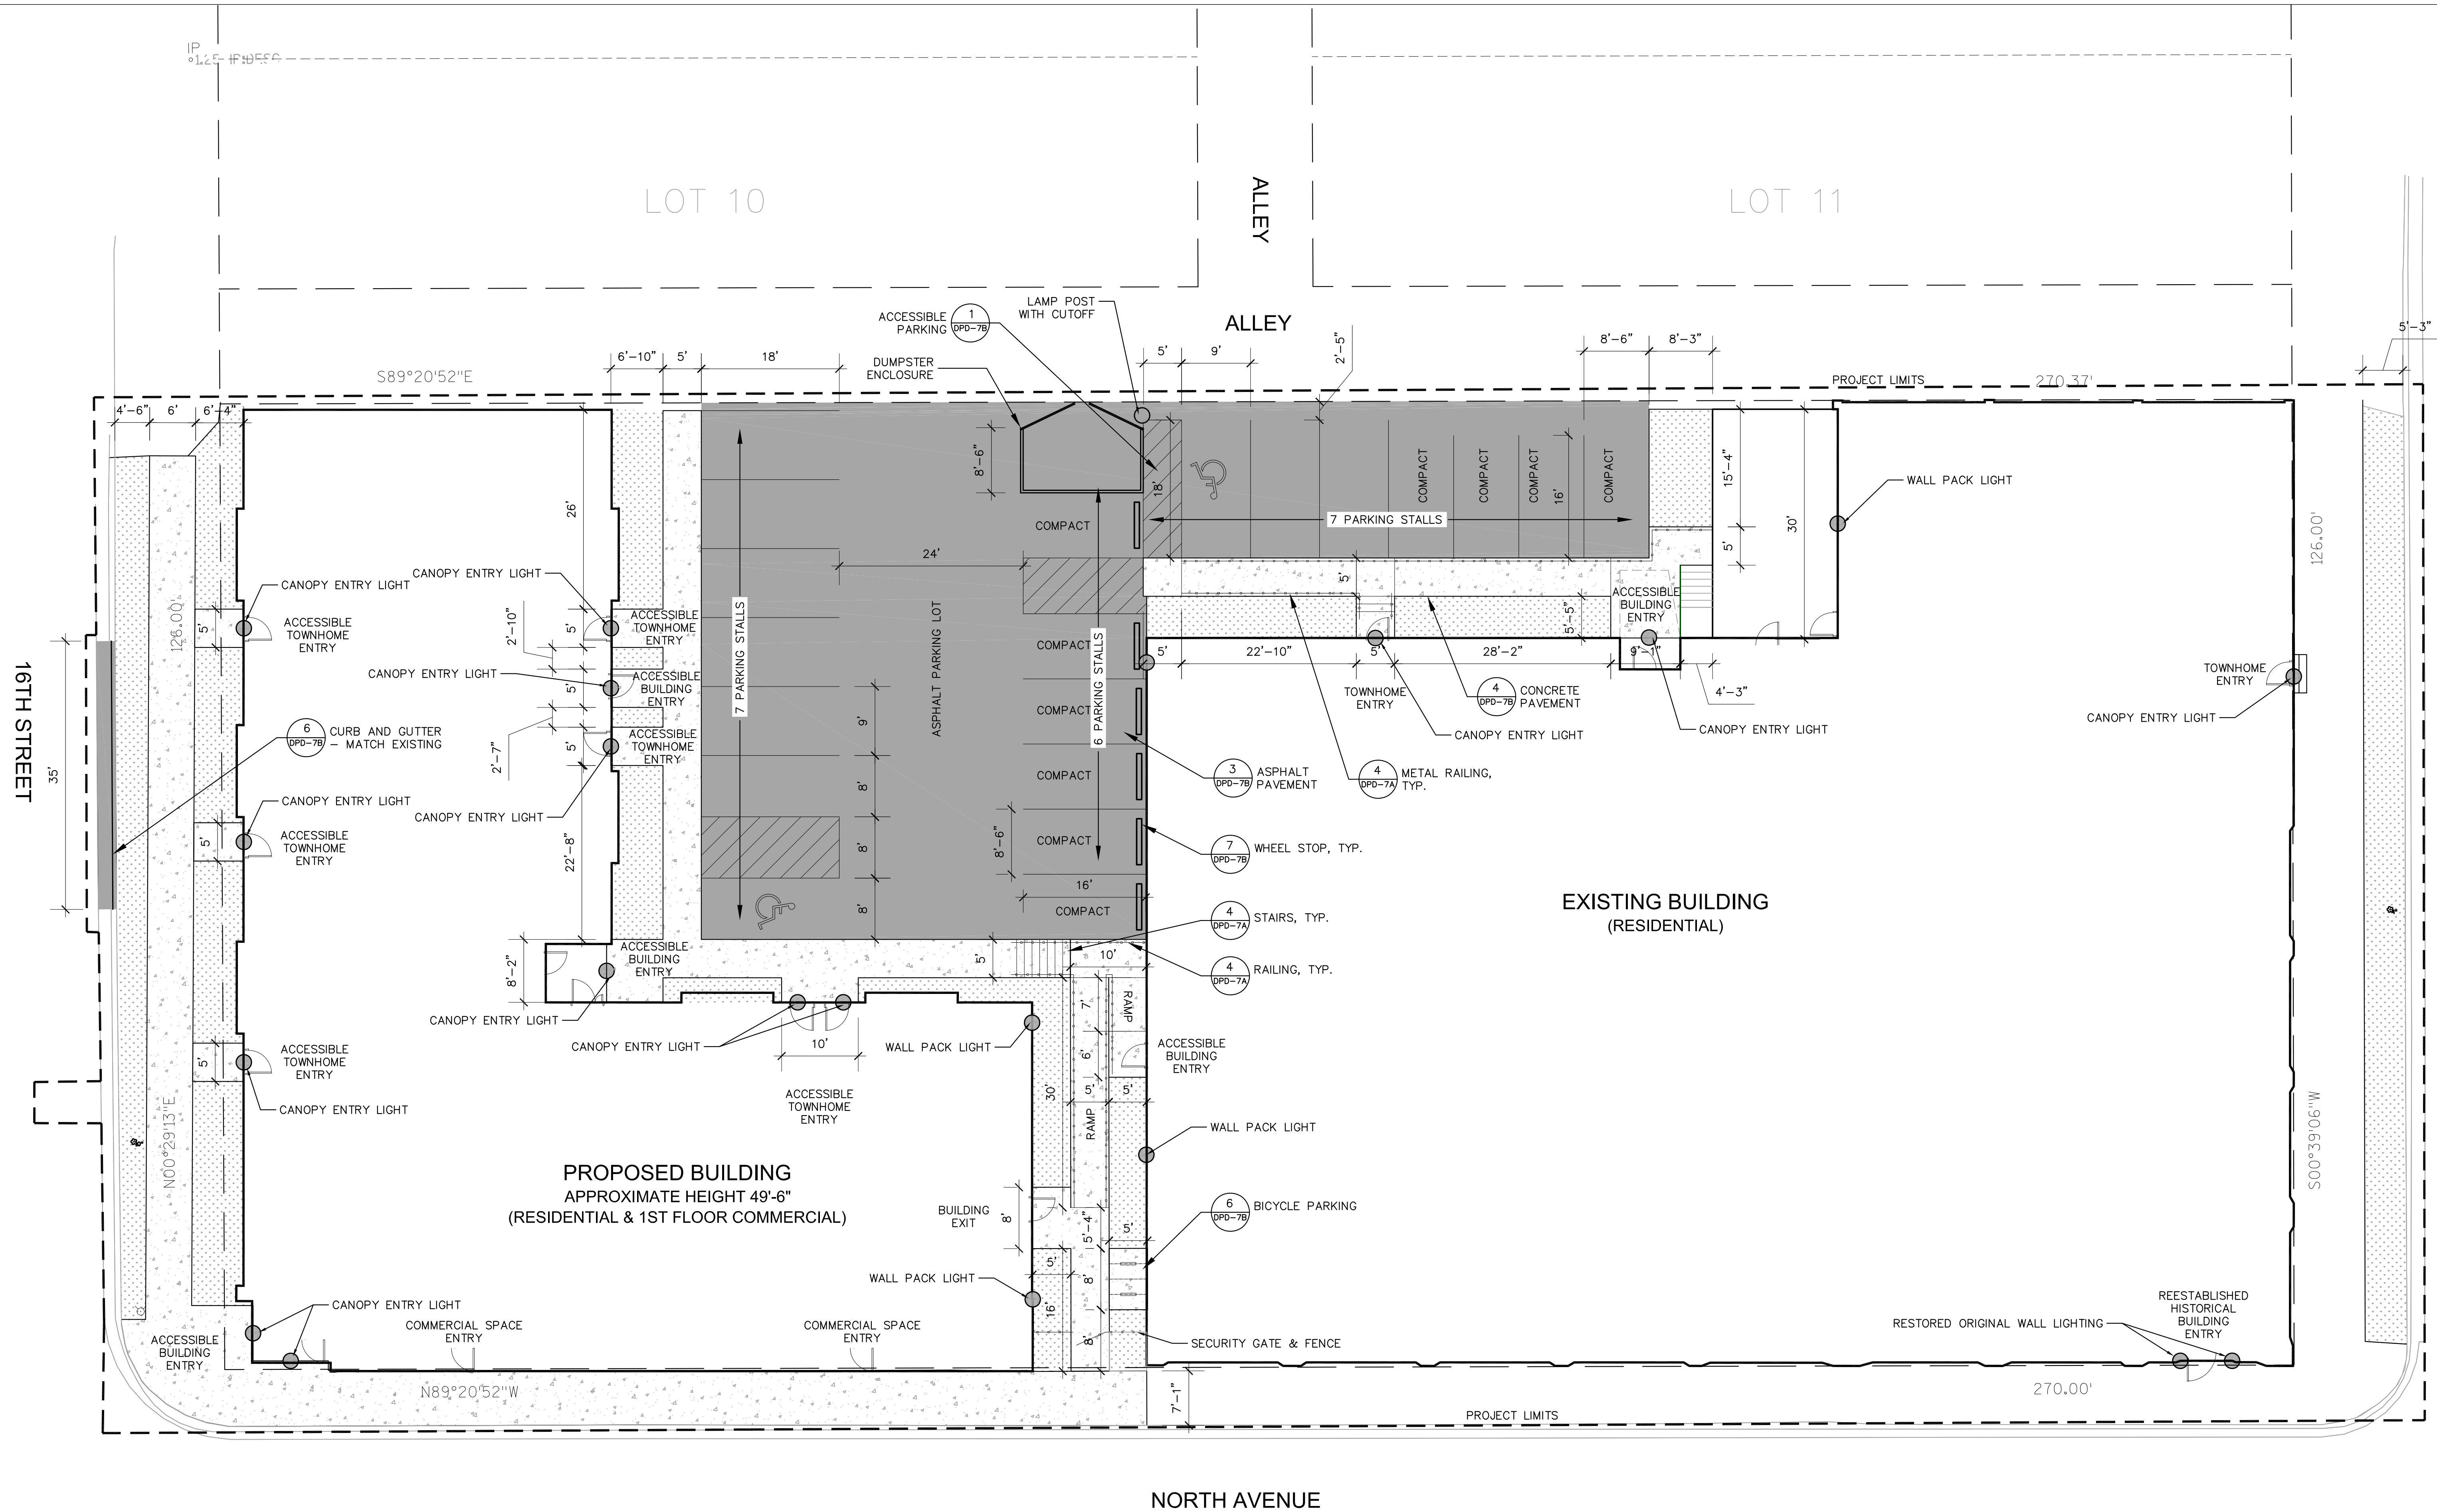 IP
LOT 10
ALLEY
LOT 11
LAMP POST
WITH CUTOFF
ACCESSIBLE
PARKING
1
DPD-7B
ALLEY
DUMPSTER
ENCLOSURE
6'-10"
5'
18'
5'
9'
2'-5"
8'-6"
8'-3"
5'-3"
S89°20'52"E
PROJECT LIMITS
270.37'
4'-6"
6'
6'-4"
8'-6"
18'
COMPACT
COMPACT
COMPACT
COMPACT
16'
15'-4"
WALL PACK LIGHT
26'
COMPACT
7 PARKING STALLS
30'
5'
126.00'
24'
CANOPY ENTRY LIGHT
CANOPY ENTRY LIGHT
5'
126.00'
5'
ACCESSIBLE
TOWNHOME
ENTRY
2'-10"
5'
ACCESSIBLE
TOWNHOME
ENTRY
7 PARKING STALLS
ASPHALT PARKING LOT
COMPACT
6 PARKING STALLS
5'-5"
ACCESSIBLE
BUILDING
ENTRY
5'
22'-10"
5'
28'-2"
9'-1"
4'-3"
CANOPY ENTRY LIGHT
5'
ACCESSIBLE
BUILDING
ENTRY
TOWNHOME
ENTRY
4
DPD-7B
CONCRETE
PAVEMENT
TOWNHOME
ENTRY
CANOPY ENTRY LIGHT
16TH STREET
35'
6
DPD-7B
CURB AND GUTTER
- MATCH EXISTING
2'-7"
5'
ACCESSIBLE
TOWNHOME
ENTRY
9'
COMPACT
CANOPY ENTRY LIGHT
CANOPY ENTRY LIGHT
COMPACT
3
DPD-7B
ASPHALT
PAVEMENT
4
DPD-7A
METAL RAILING,
TYP.
8'
CANOPY ENTRY LIGHT
CANOPY ENTRY LIGHT
5'
ACCESSIBLE
TOWNHOME
ENTRY
22'-8"
8'
8'-6"
COMPACT
7
DPD-7B
WHEEL STOP, TYP.
8'
16'
COMPACT
4
DPD-7A
STAIRS, TYP.
EXISTING BUILDING
(RESIDENTIAL)
8'-2"
ACCESSIBLE
BUILDING
ENTRY
5'
10'
4
DPD-7A
RAILING, TYP.
CANOPY ENTRY LIGHT
7'
RAMP
CANOPY ENTRY LIGHT
10'
WALL PACK LIGHT
6'
ACCESSIBLE
BUILDING
ENTRY
5'
ACCESSIBLE
TOWNHOME
ENTRY
CANOPY ENTRY LIGHT
ACCESSIBLE
TOWNHOME
ENTRY
30'
5'
5'
RAMP
WALL PACK LIGHT
N00°29'13"E
S00°39'06"W
PROPOSED BUILDING
APPROXIMATE HEIGHT 49'-6"
(RESIDENTIAL & 1ST FLOOR COMMERCIAL)
BUILDING
EXIT
8'
5'-4"
5'
6
DPD-7B
BICYCLE PARKING
5'
8'
WALL PACK LIGHT
16'
CANOPY ENTRY LIGHT
COMMERCIAL SPACE
ENTRY
COMMERCIAL SPACE
ENTRY
ACCESSIBLE
BUILDING
ENTRY
8'
SECURITY GATE & FENCE
RESTORED ORIGINAL WALL LIGHTING
REESTABLISHED
HISTORICAL
BUILDING
ENTRY
N89°20'52"W
7'-1"
270.00'
PROJECT LIMITS
NORTH AVENUE